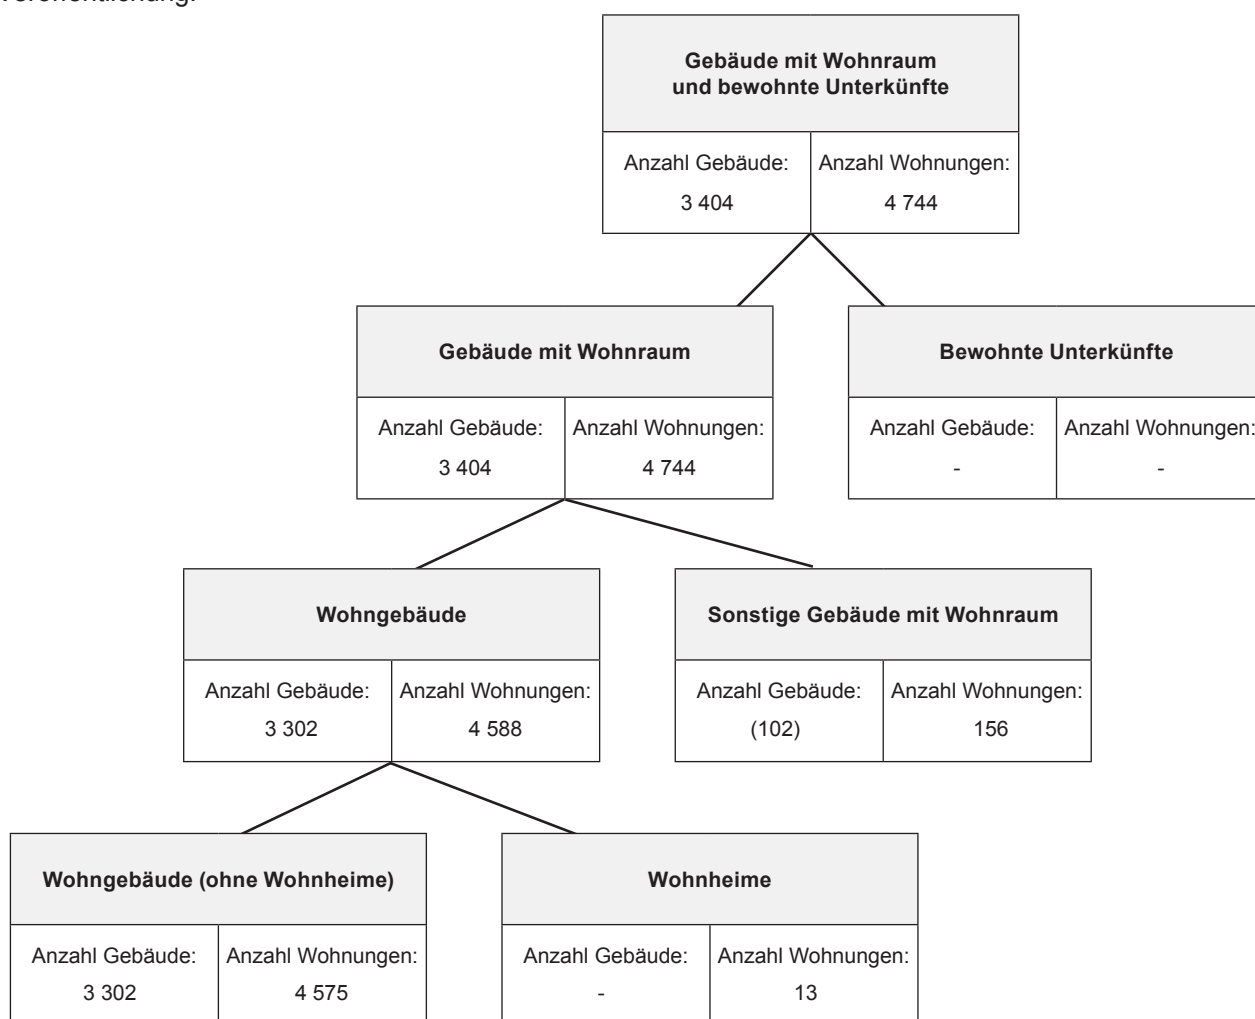 Veröffentlichung.
Gebäude mit Wohnraum
und bewohnte Unterkünfte
Anzahl Gebäude: Anzahl Wohnungen:
3 404 4 744
Gebäude mit Wohnraum Bewohnte Unterkünfte
Anzahl Gebäude: Anzahl Wohnungen: Anzahl Gebäude: Anzahl Wohnungen:
3 404 4 744 - -
Wohngebäude Sonstige Gebäude mit Wohnraum
Anzahl Gebäude: Anzahl Wohnungen: Anzahl Gebäude: Anzahl Wohnungen:
3 302 4 588 (102) 156
Wohngebäude (ohne Wohnheime) Wohnheime
Anzahl Gebäude: Anzahl Wohnungen: Anzahl Gebäude: Anzahl Wohnungen:
3 302 4 575 - 13